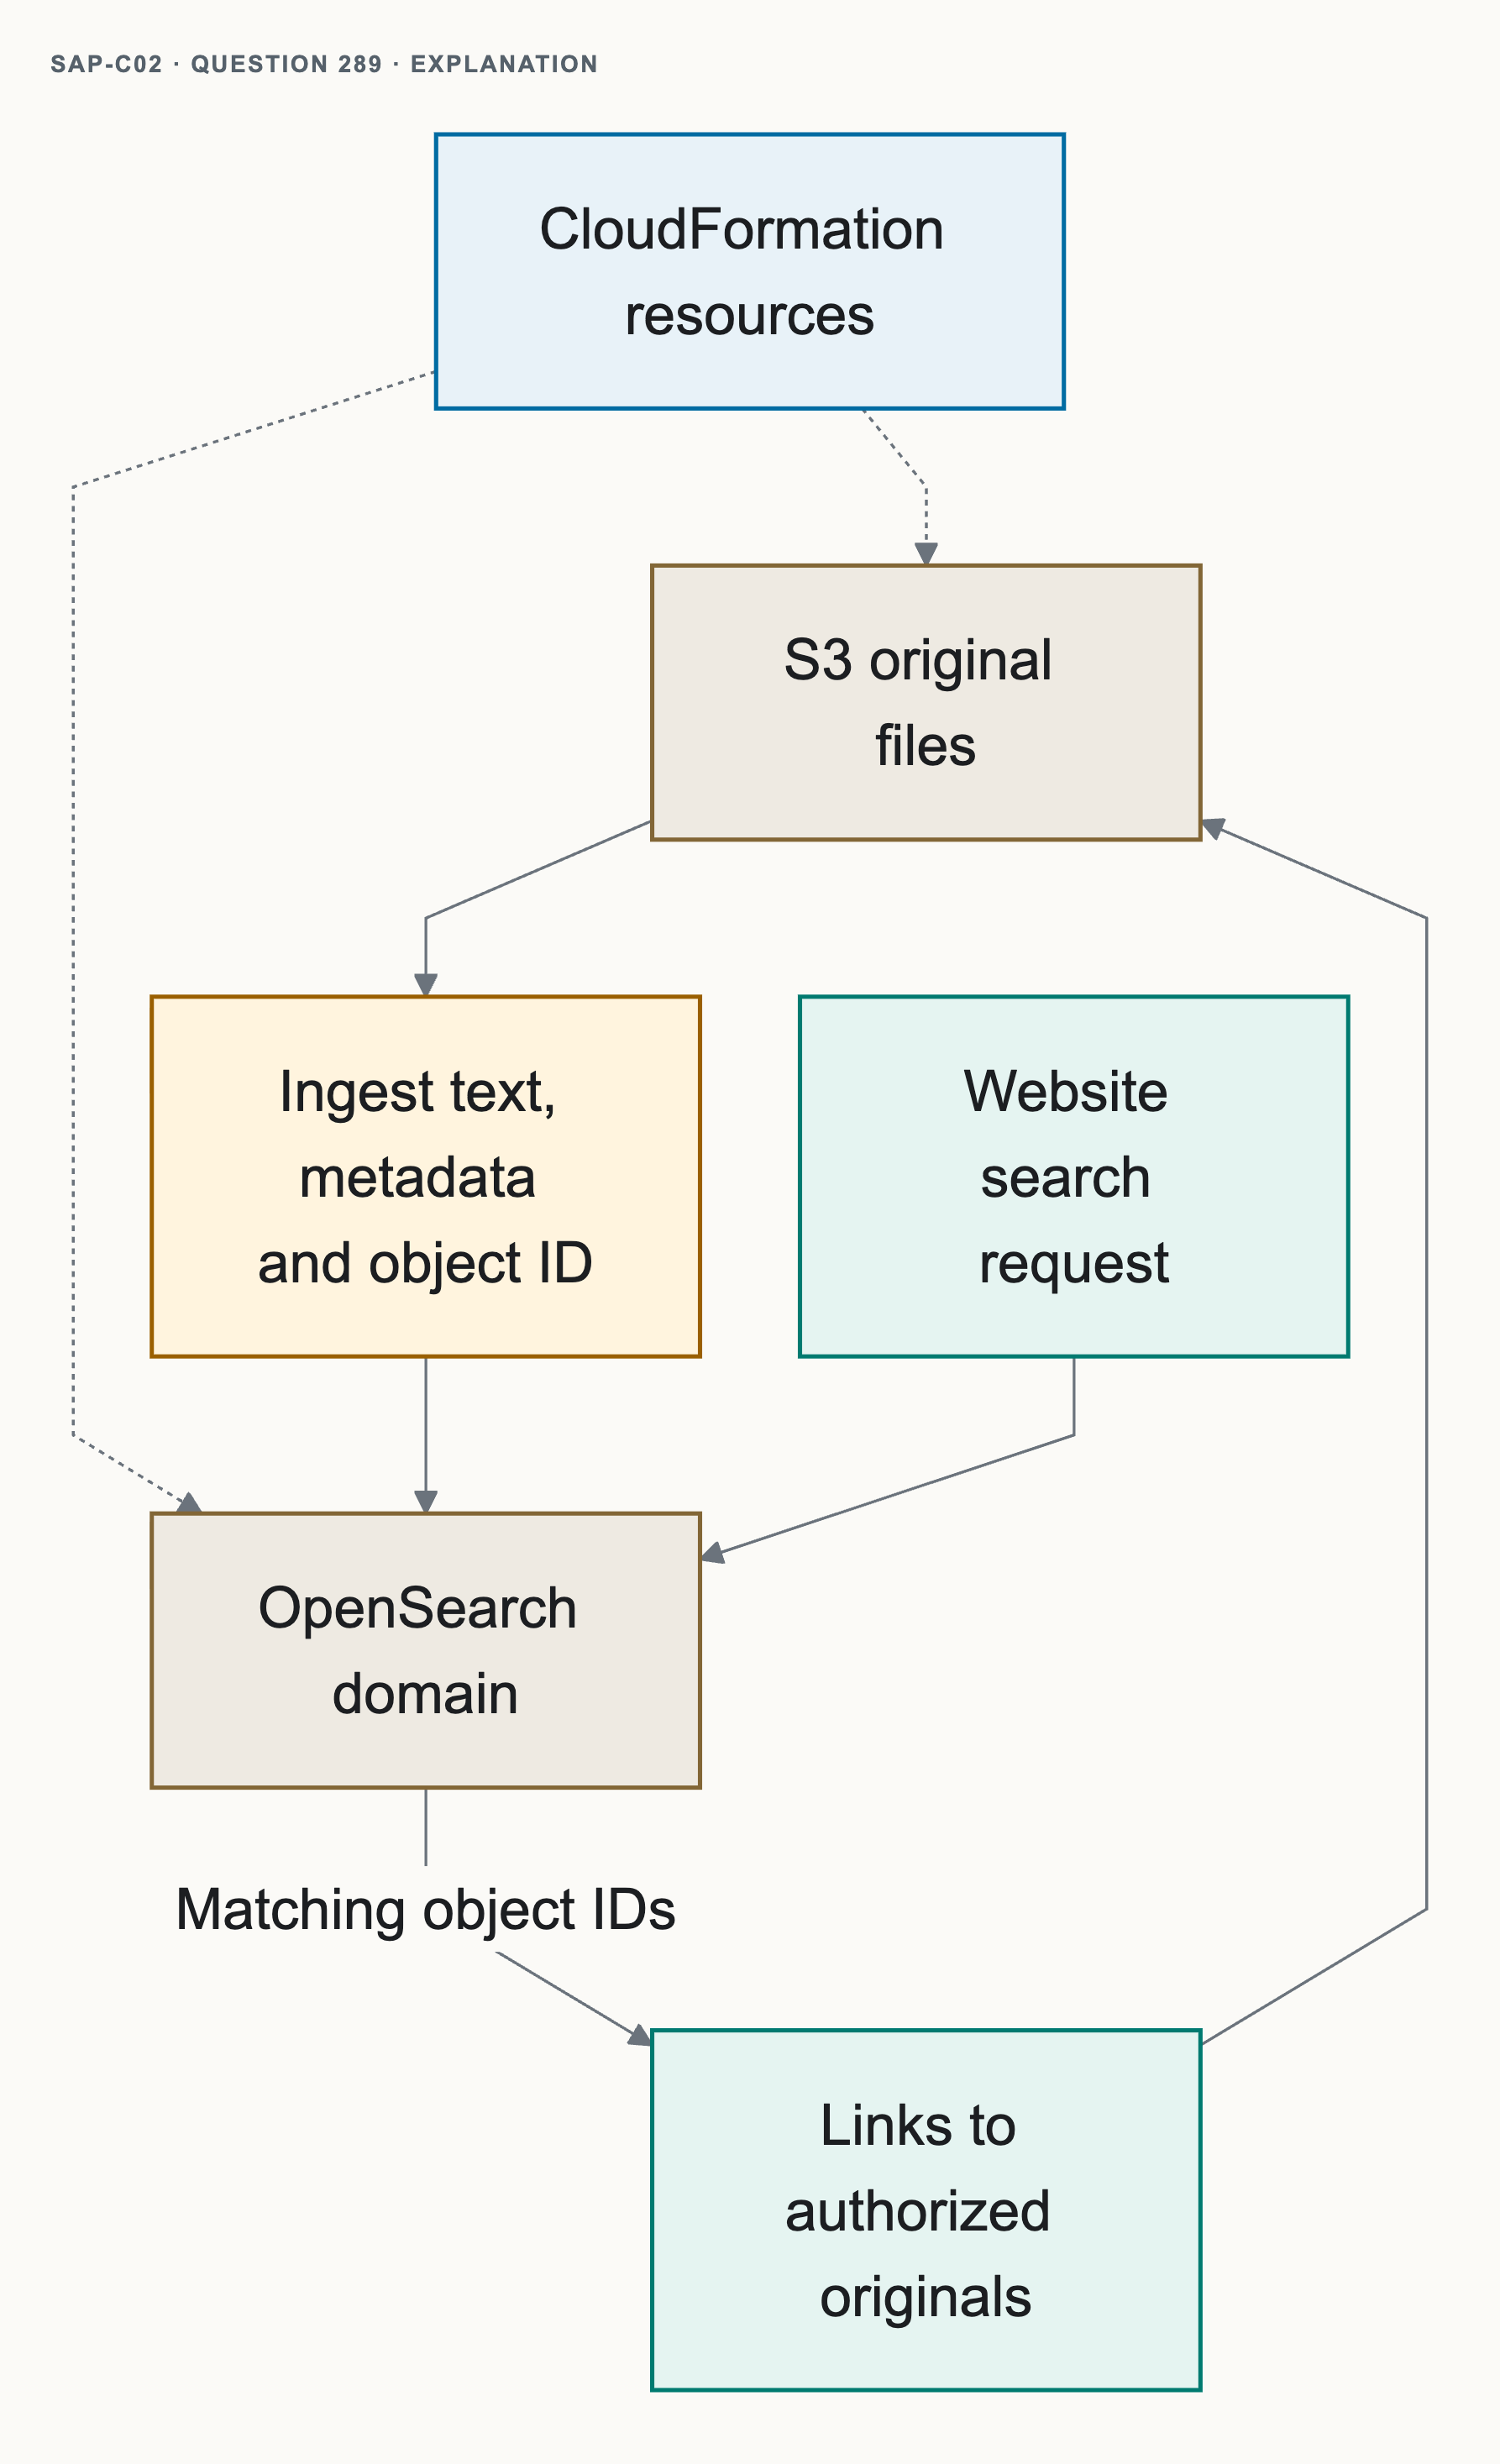 SAP-C02 · QUESTION 289 · EXPLANATION
CloudFormation
resources
S3 original
files
Ingest text,
metadata
and object ID
Website
search
request
OpenSearch
domain
Matching object IDs
Links to
authorized
originals